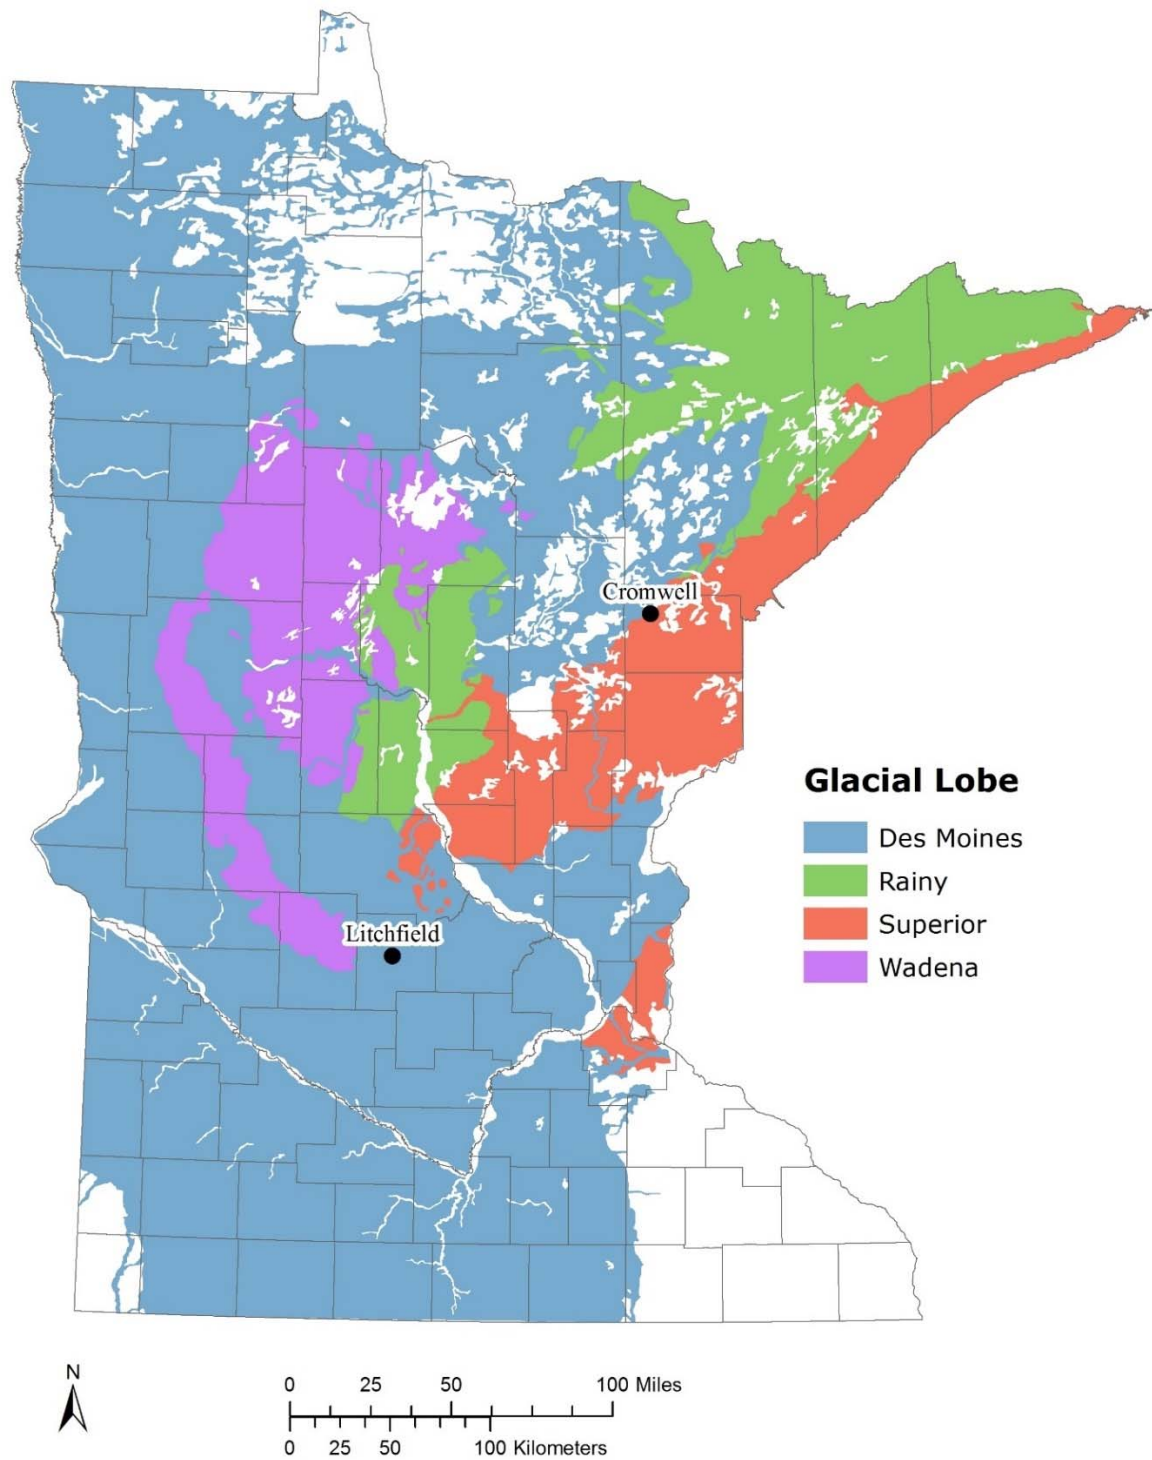 Cromwell
Litchfield
Glacial Lobe
Des Moines
Rainy
Superior
Wadena
N
0 25 50 100 Miles
0 25 50 100 Kilometers